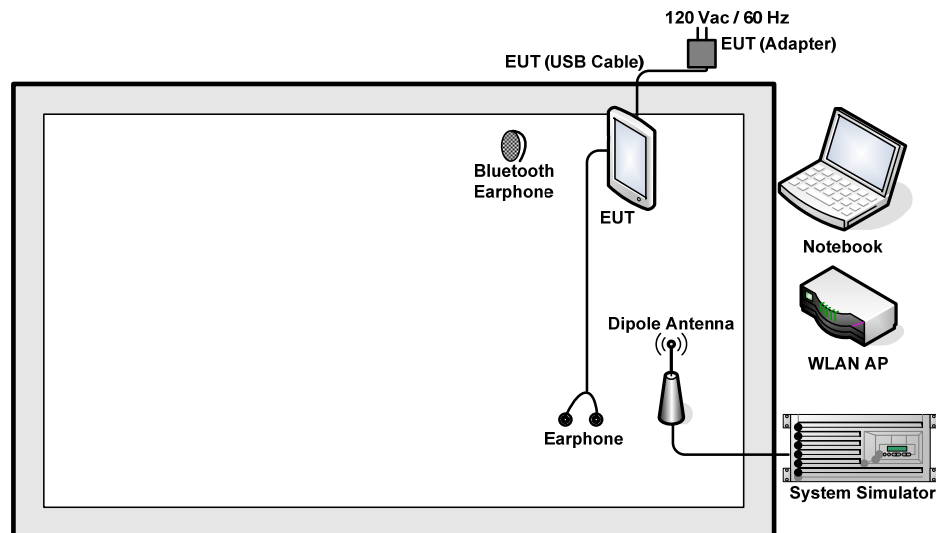 120 Vac / 60 Hz
EUT (Adapter)
EUT (USB Cable)
Bluetooth
Earphone
EUT
Notebook
Dipole Antenna
WLAN AP
Earphone
System Simulator